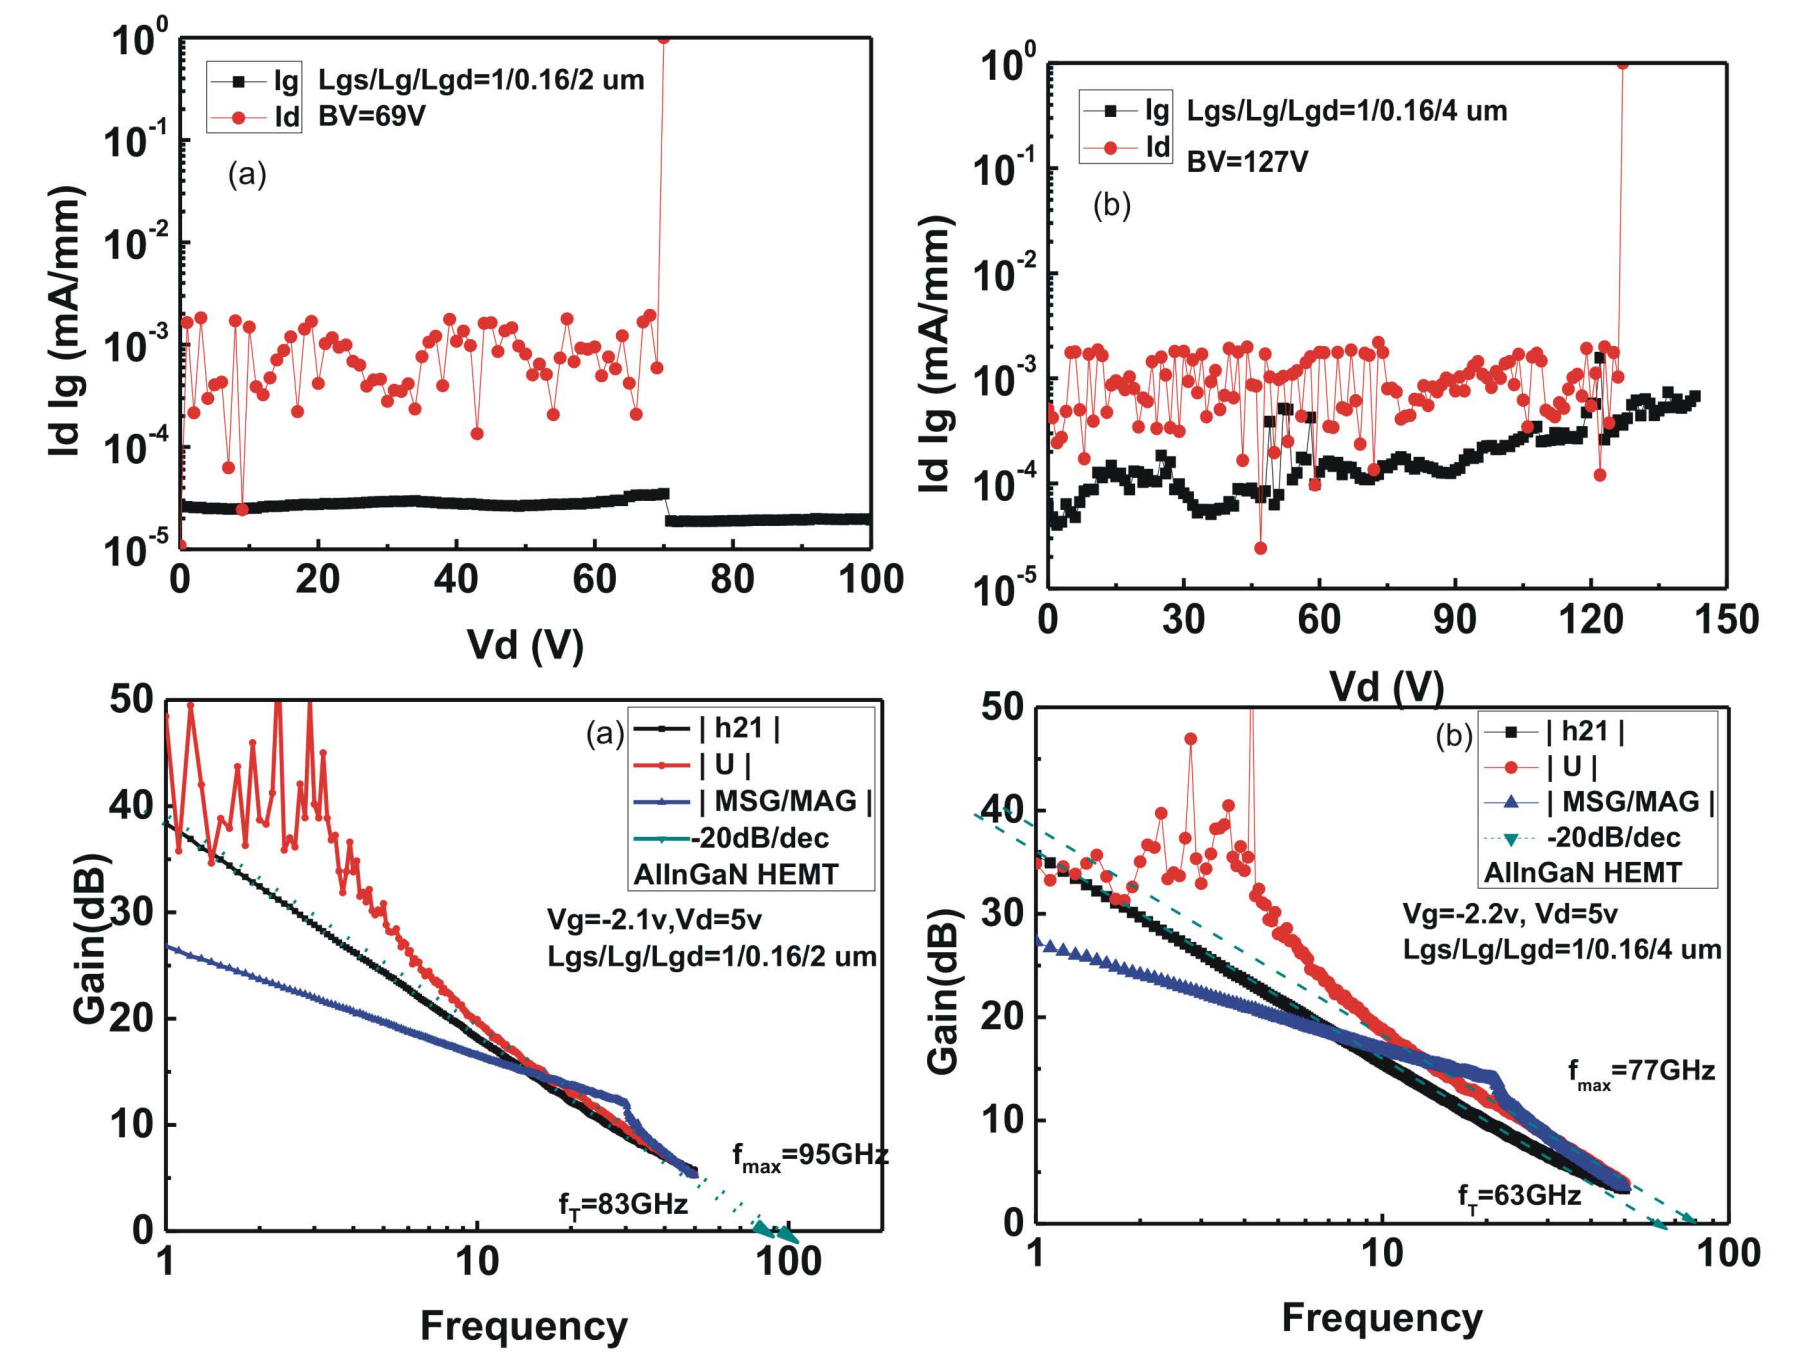 Ig Lgs/Lg/Lgd=1/0.16/2 um
Id BV=69V
(a)
10^0
10^-1
10^-2
10^-3
10^-4
10^-5
Id Ig (mA/mm)
0 20 40 60 80 100
Vd (V)
Ig Lgs/Lg/Lgd=1/0.16/4 um
Id BV=127V
(b)
10^0
10^-1
10^-2
10^-3
10^-4
10^-5
Id Ig (mA/mm)
0 30 60 90 120 150
Vd (V)
50
40
30
20
10
0
Gain(dB)
(a)
| h21 |
| U |
| MSG/MAG |
-20dB/dec
AlInGaN HEMT
Vg=-2.1v,Vd=5v
Lgs/Lg/Lgd=1/0.16/2 um
fmax=95GHz
fT=83GHz
1 10 100
Frequency
50
40
30
20
10
0
Gain(dB)
(b)
| h21 |
| U |
| MSG/MAG |
-20dB/dec
AlInGaN HEMT
Vg=-2.2v, Vd=5v
Lgs/Lg/Lgd=1/0.16/4 um
fmax=77GHz
fT=63GHz
1 10 100
Frequency